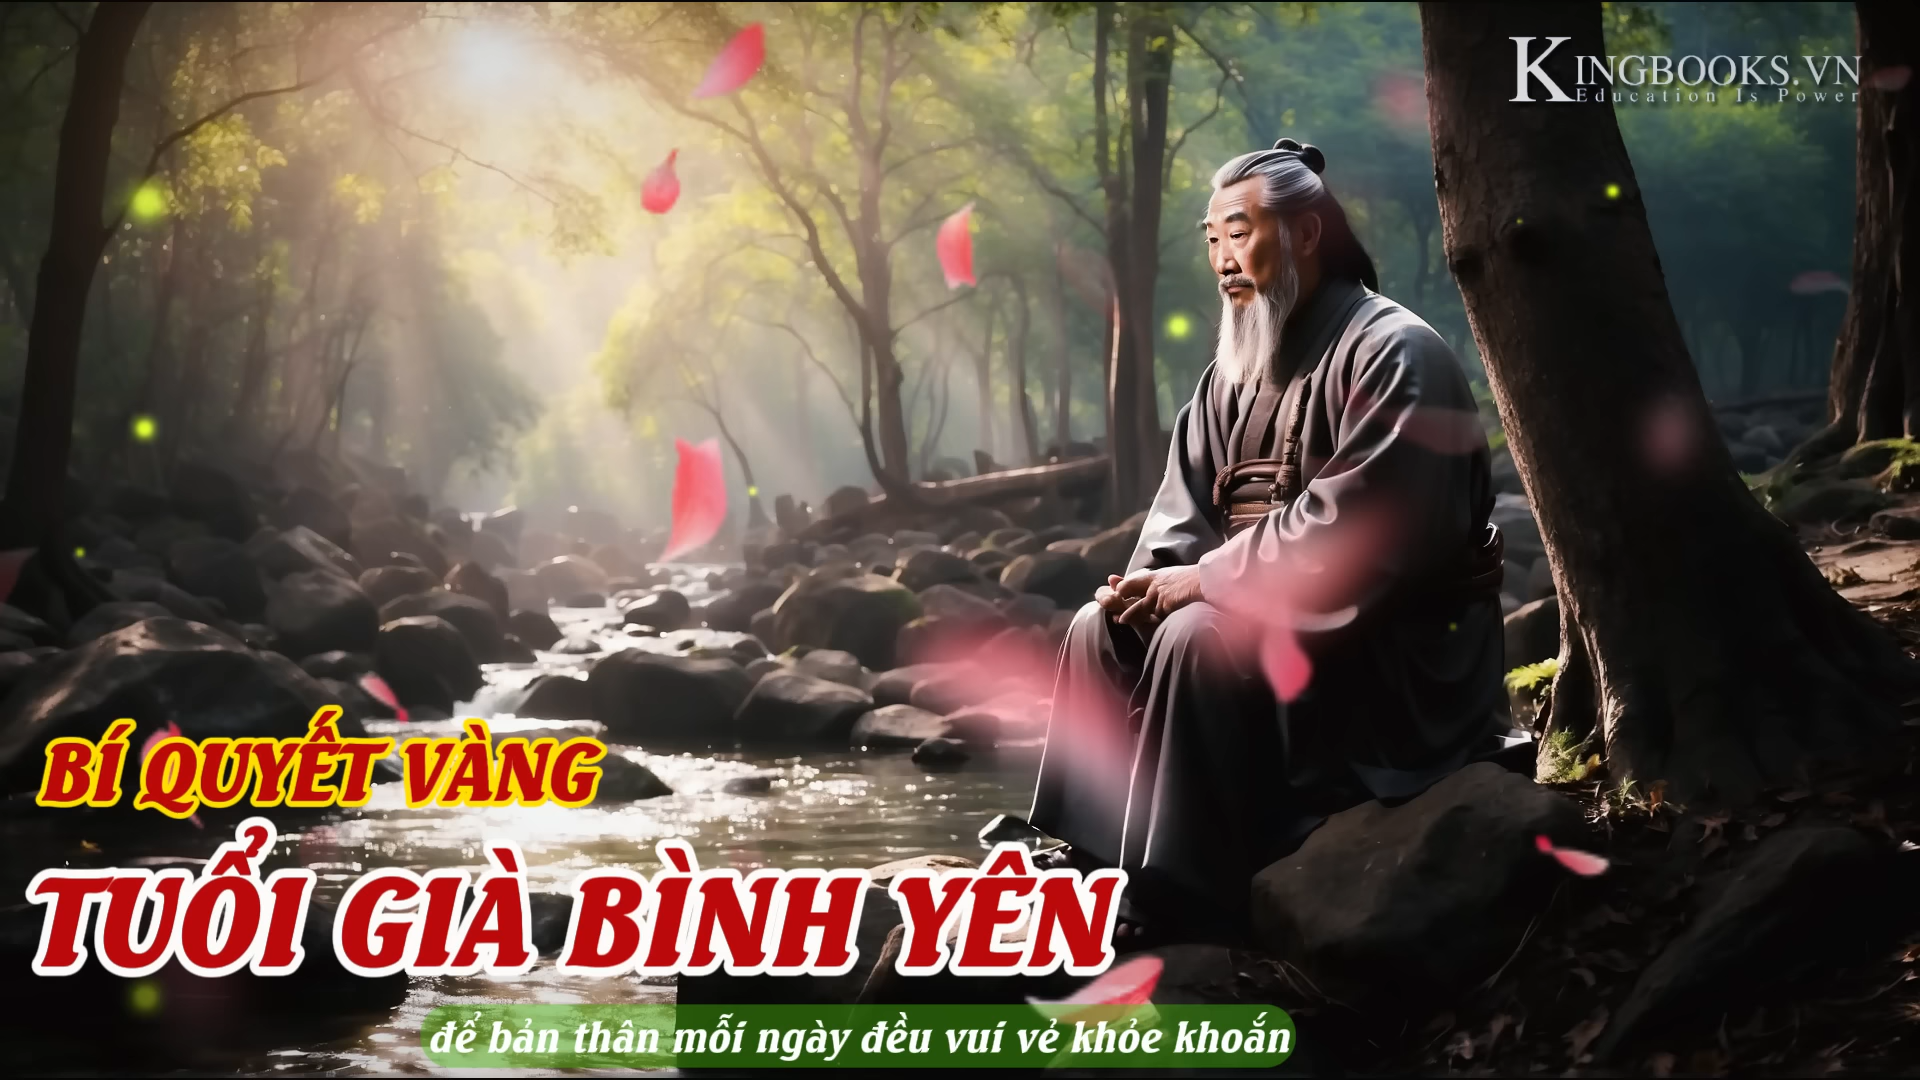 KINGBOOKS.VN
Education Is Power
BÍ QUYẾT VÀNG
TUỔI GIÀ BÌNH YÊN
để bản thân mỗi ngày đều vui vẻ khỏe khoắn